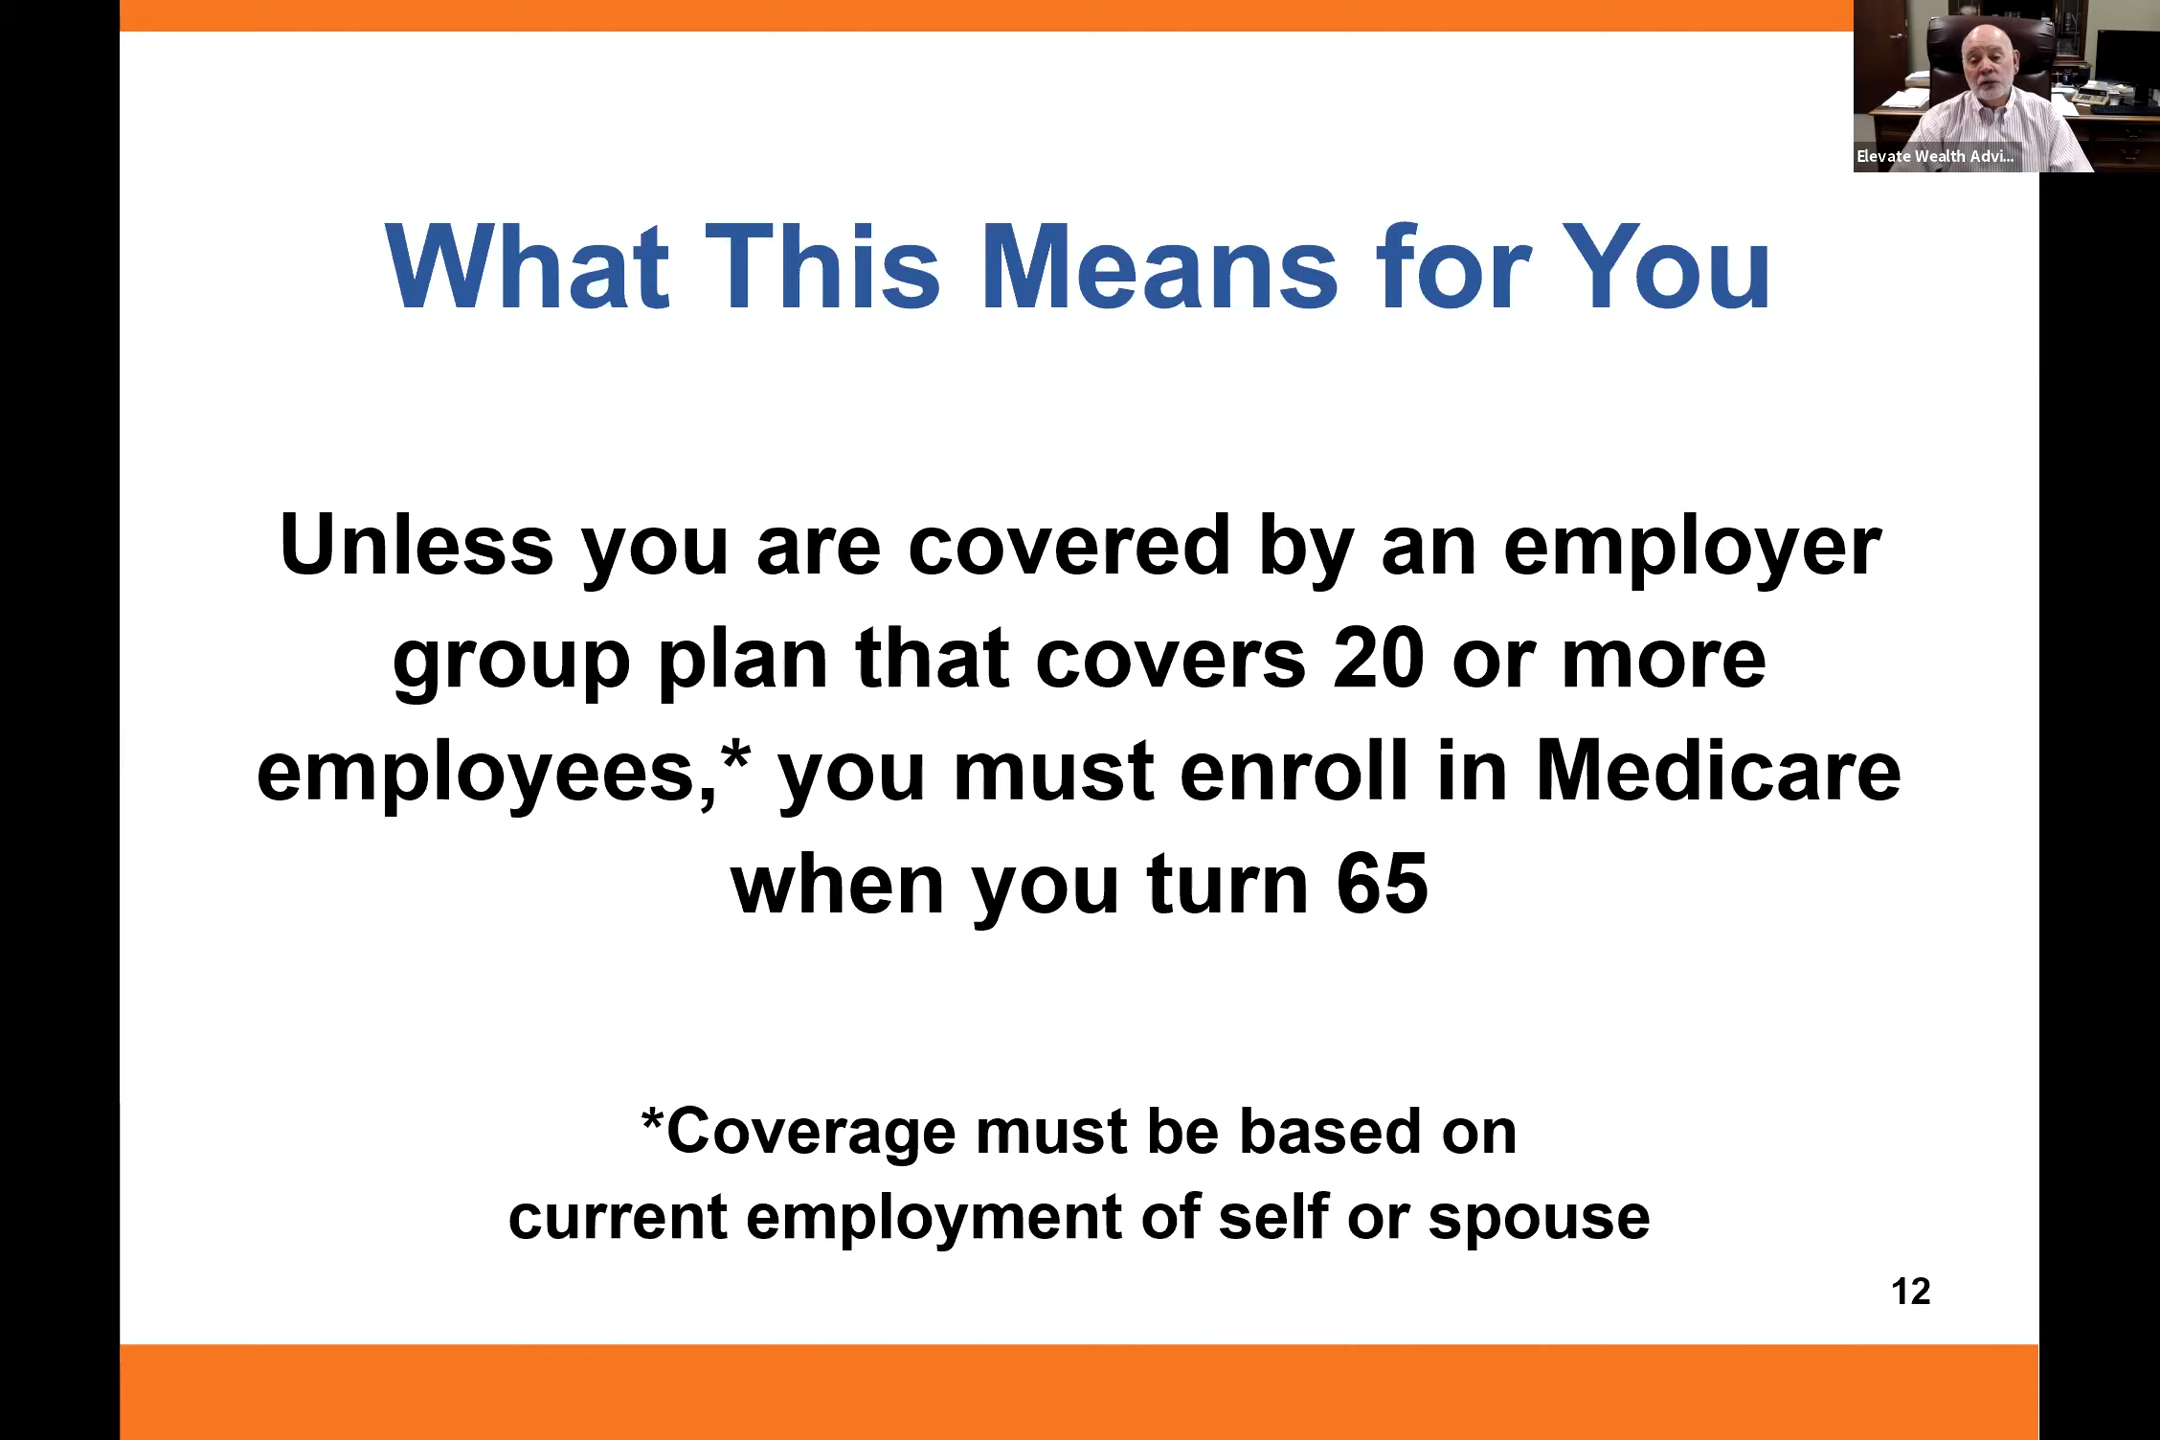 Elevate Wealth Advi...
What This Means for You
Unless you are covered by an employer
group plan that covers 20 or more
employees,* you must enroll in Medicare
when you turn 65
*Coverage must be based on
current employment of self or spouse
12